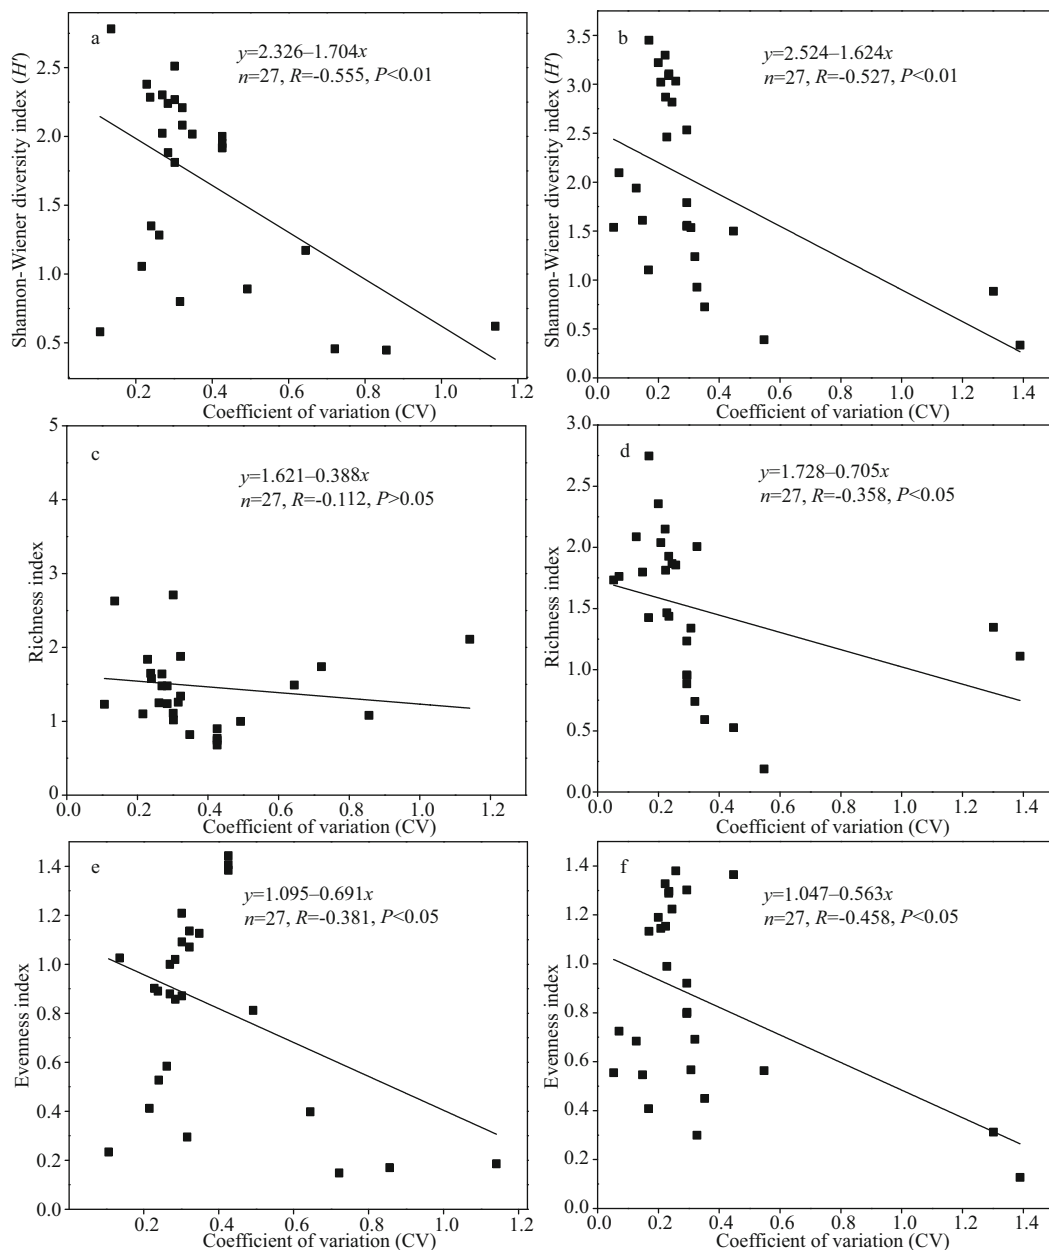 a
y=2.326–1.704x
n=27, R=-0.555, P<0.01
Shannon-Wiener diversity index (H')
2.5
2.0
1.5
1.0
0.5
0.2 0.4 0.6 0.8 1.0 1.2
Coefficient of variation (CV)
b
y=2.524–1.624x
n=27, R=-0.527, P<0.01
Shannon-Wiener diversity index (H')
3.5
3.0
2.5
2.0
1.5
1.0
0.5
0.0
0.0 0.2 0.4 0.6 0.8 1.0 1.2 1.4
Coefficient of variation (CV)
c
y=1.621–0.388x
n=27, R=-0.112, P>0.05
Richness index
5
4
3
2
1
0
0.0 0.2 0.4 0.6 0.8 1.0 1.2
Coefficient of variation (CV)
d
y=1.728–0.705x
n=27, R=-0.358, P<0.05
Richness index
3.0
2.5
2.0
1.5
1.0
0.5
0.0
0.0 0.2 0.4 0.6 0.8 1.0 1.2 1.4
Coefficient of variation (CV)
e
y=1.095–0.691x
n=27, R=-0.381, P<0.05
Evenness index
1.4
1.2
1.0
0.8
0.6
0.4
0.2
0.0
0.2 0.4 0.6 0.8 1.0 1.2
Coefficient of variation (CV)
f
y=1.047–0.563x
n=27, R=-0.458, P<0.05
Evenness index
1.4
1.2
1.0
0.8
0.6
0.4
0.2
0.0
0.0 0.2 0.4 0.6 0.8 1.0 1.2 1.4
Coefficient of variation (CV)